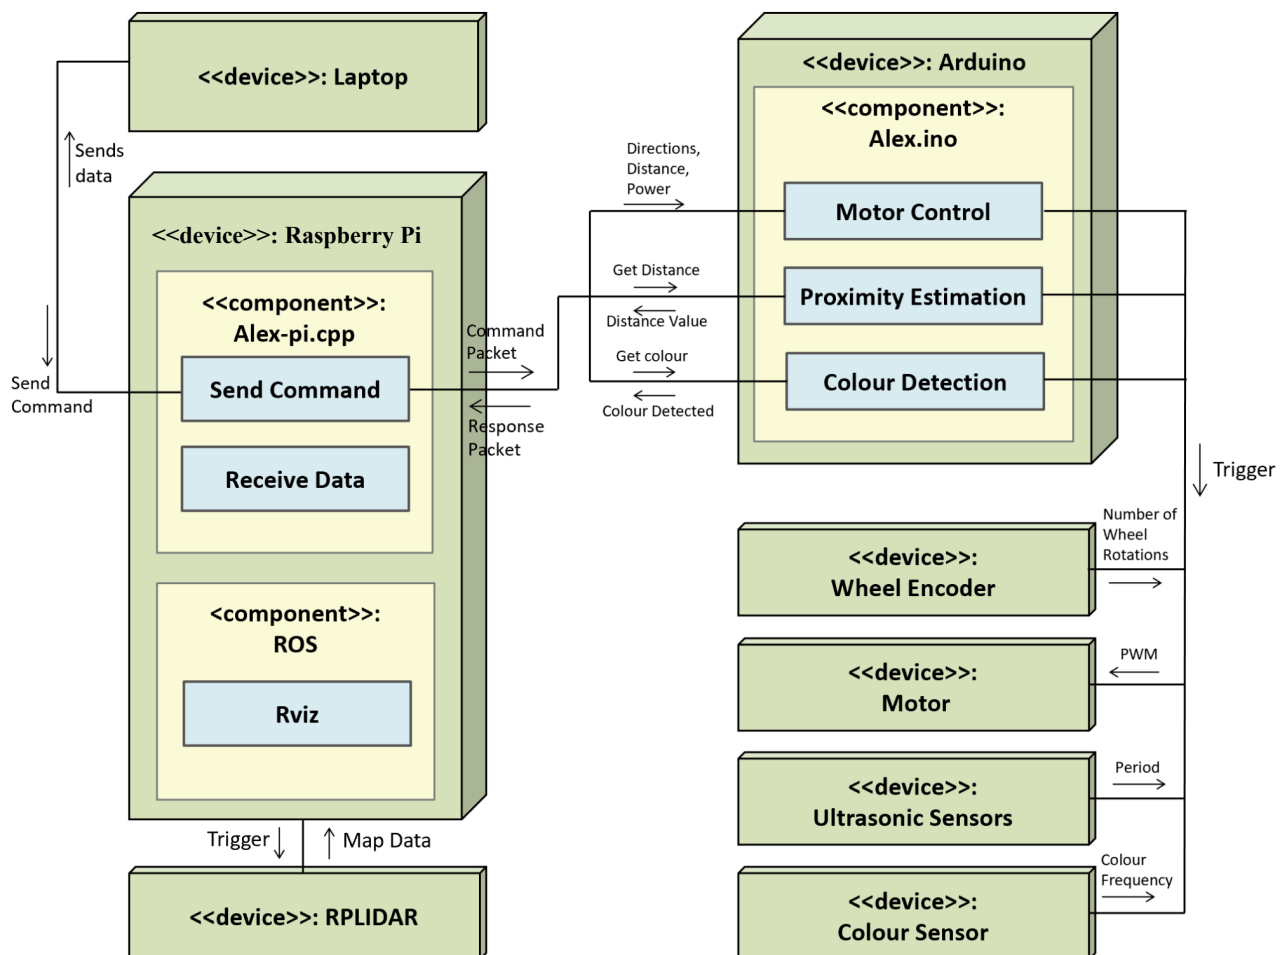 <<device>>: Laptop
Sends
data
<<device>>: Raspberry Pi
<<component>>:
Alex-pi.cpp
Send Command
Receive Data
Send
Command
Command
Packet
Response
Packet
<component>>:
ROS
Rviz
Trigger
Map Data
<<device>>: RPLIDAR
<<device>>: Arduino
<<component>>:
Alex.ino
Motor Control
Proximity Estimation
Colour Detection
Directions,
Distance,
Power
Get Distance
Distance Value
Get colour
Colour Detected
Trigger
Number of
Wheel
Rotations
<<device>>:
Wheel Encoder
PWM
<<device>>:
Motor
Period
<<device>>:
Ultrasonic Sensors
Colour
Frequency
<<device>>:
Colour Sensor